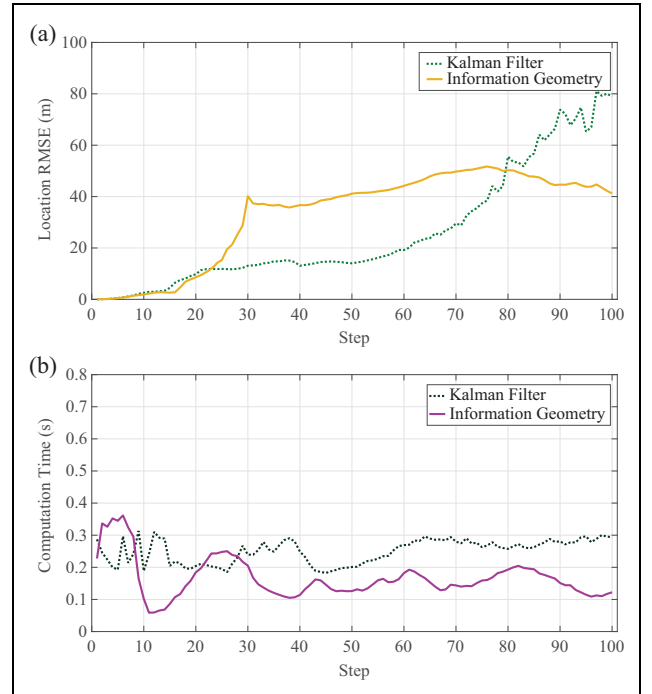 (a)
100
80
60
40
20
0
Location RMSE (m)
Kalman Filter
Information Geometry
0 10 20 30 40 50 60 70 80 90 100
Step
(b)
0.8
0.7
0.6
0.5
0.4
0.3
0.2
0.1
0
Computation Time (s)
Kalman Filter
Information Geometry
0 10 20 30 40 50 60 70 80 90 100
Step